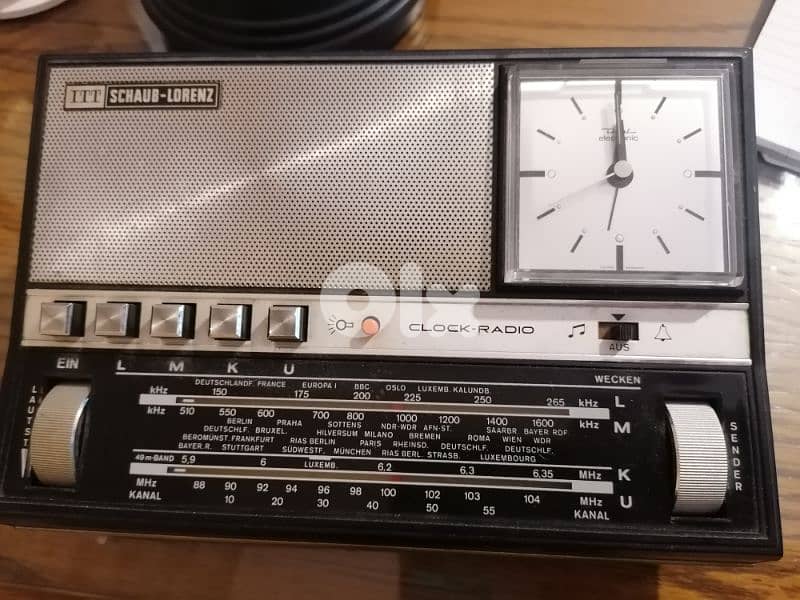 ITT SCHAUB-LORENZ
electronic
OLX
CLOCK-RADIO
AUS
EIN L M K U
WECKEN
DEUTSCHLANDF. FRANCE EUROPA I BBC OSLO LUXEMB. KALUNDB.
kHz 150 175 200 225 250 265 kHz L
kHz 510 550 600 700 800 1000 1200 1400 1600 kHz M
BERLIN PRAHA SOTTENS NDR-WDR AFN-ST. SAARBR. BAYER RDF.
DEUTSCHLF. BRUXEL. HILVERSUM MILANO BREMEN ROMA WIEN WDR
BEROMÜNST. FRANKFURT RIAS BERLIN PARIS RHEINSD. DEUTSCHLF. DEUTSCHLF.
BAYER.R. STUTTGART SÜDWESTF. MÜNCHEN RIAS BERL. STRASB. LUXEMBOURG
49m-BAND 5,9 6 LUXEMB. 6.2 6.3 6,35 MHz K
MHz 88 90 92 94 96 98 100 102 103 104 MHz U
KANAL 10 20 30 40 50 55 KANAL
LAUTST
SENDER